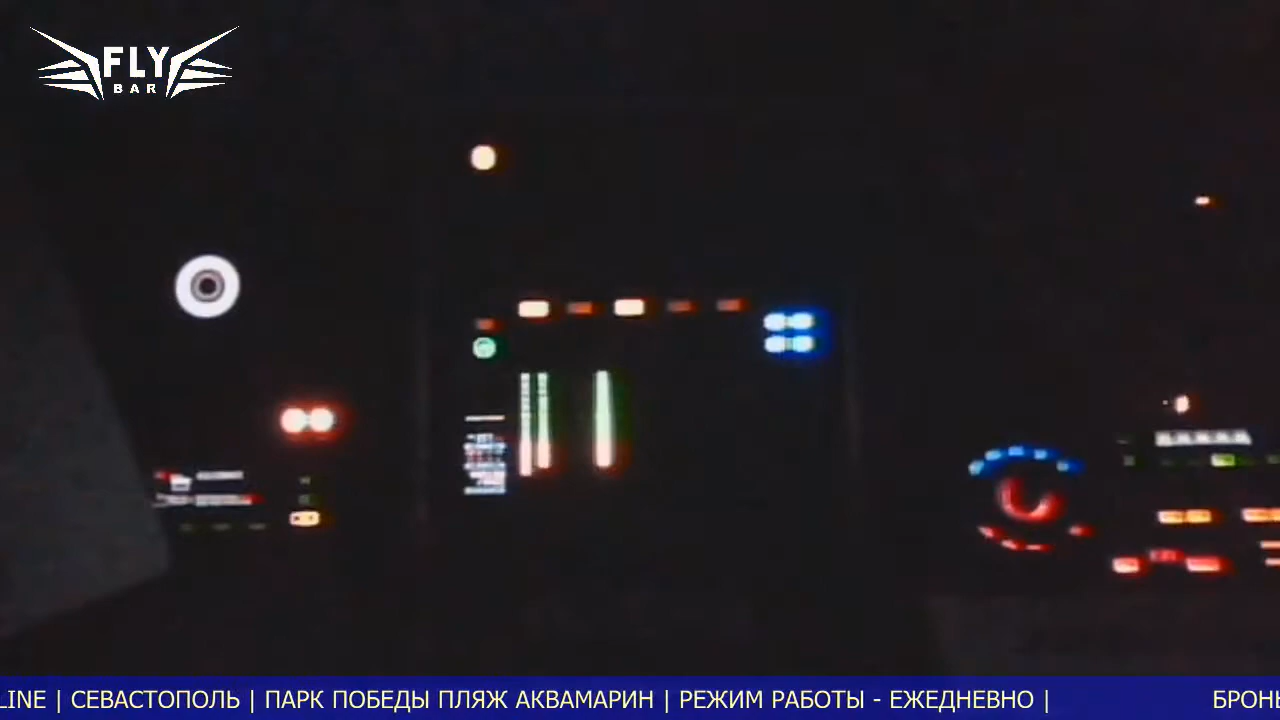 FLY
BAR
LINE | СЕВАСТОПОЛЬ | ПАРК ПОБЕДЫ ПЛЯЖ АКВАМАРИН | РЕЖИМ РАБОТЫ - ЕЖЕДНЕВНО |